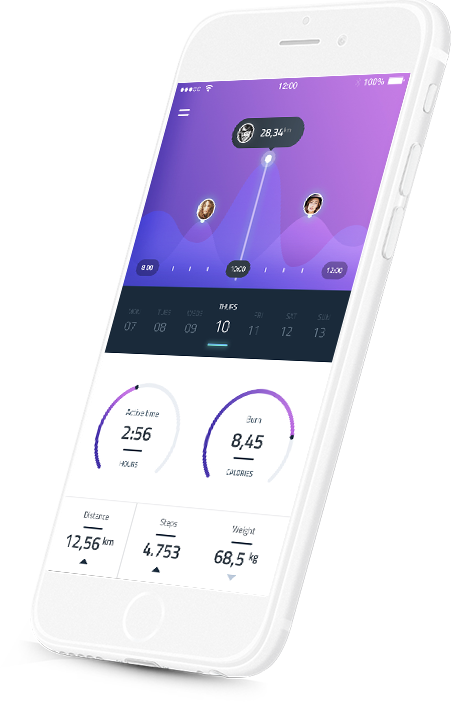 12:00
100%
28,34 km
8:00
10:00
12:00
THURS
MON TUES WEDS FRI SAT SUN
07 08 09 10 11 12 13
Active time
2:56
HOURS
Burn
8,45
CALORIES
Distance
12,56 km
Steps
4.753
Weight
68,5 kg